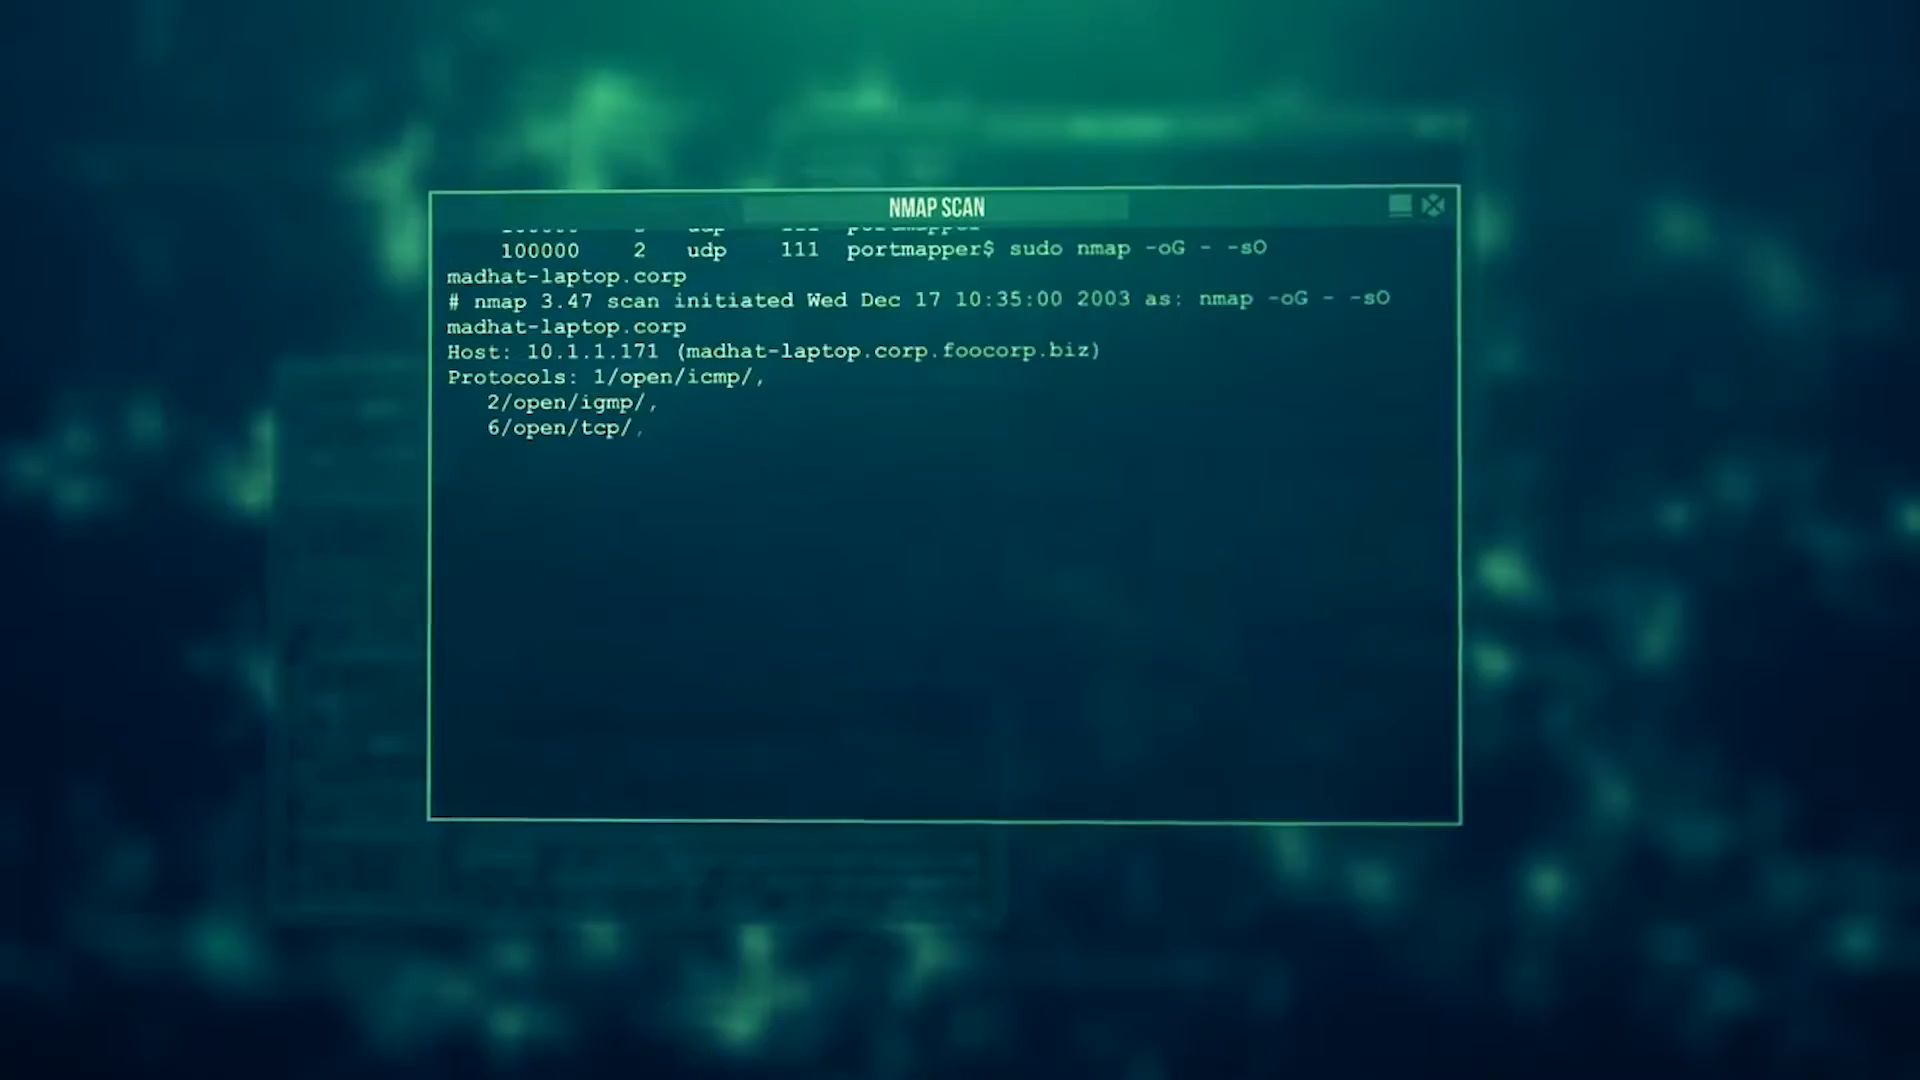 NMAP SCAN
100000 2 udp 111 portmapper$ sudo nmap -oG - -sO
madhat-laptop.corp
# nmap 3.47 scan initiated Wed Dec 17 10:35:00 2003 as: nmap -oG - -sO
madhat-laptop.corp
Host: 10.1.1.171 (madhat-laptop.corp.foocorp.biz)
Protocols: 1/open/icmp/,
2/open/igmp/,
6/open/tcp/,